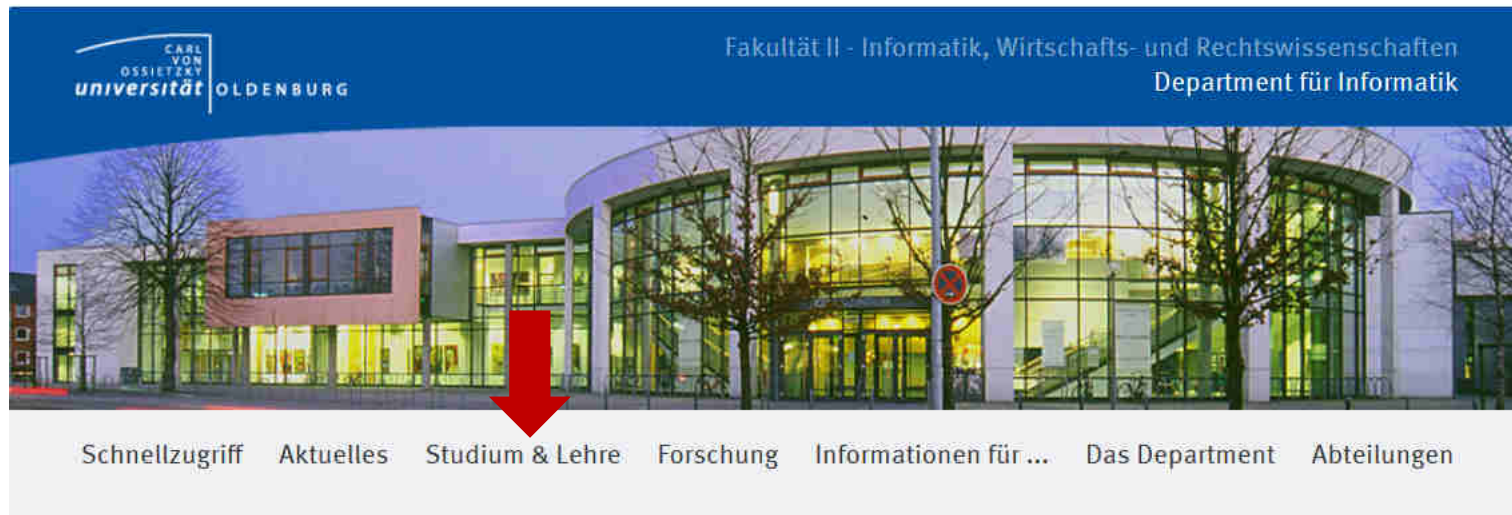 CARL
VON
OSSIETZKY
universität OLDENBURG
Fakultät II - Informatik, Wirtschafts- und Rechtswissenschaften
Department für Informatik
Schnellzugriff Aktuelles Studium & Lehre Forschung Informationen für ... Das Department Abteilungen